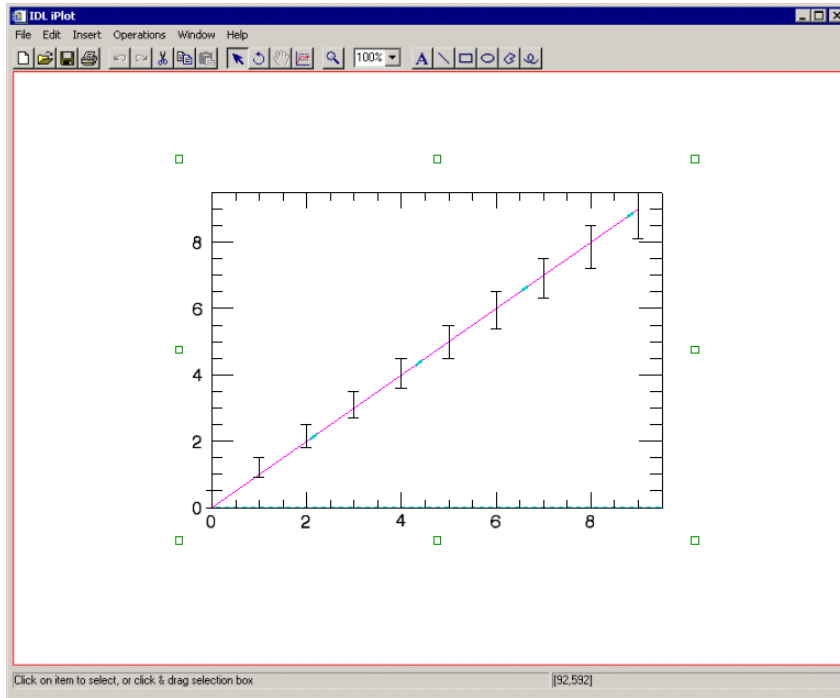 IDL iPlot
File Edit Insert Operations Window Help
100% A
8
6
4
2
0
0 2 4 6 8
Click on item to select, or click & drag selection box [92,592]